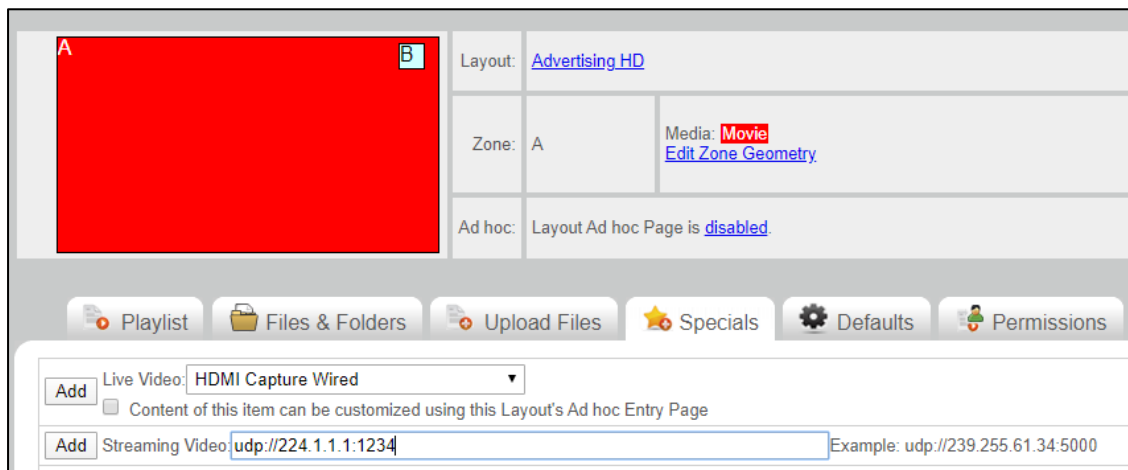 A
B
Layout: Advertising HD
Zone: A
Media: Movie
Edit Zone Geometry
Ad hoc: Layout Ad hoc Page is disabled.
Playlist Files & Folders Upload Files Specials Defaults Permissions
Add Live Video: HDMI Capture Wired
Content of this item can be customized using this Layout's Ad hoc Entry Page
Add Streaming Video: udp://224.1.1.1:1234 Example: udp://239.255.61.34:5000